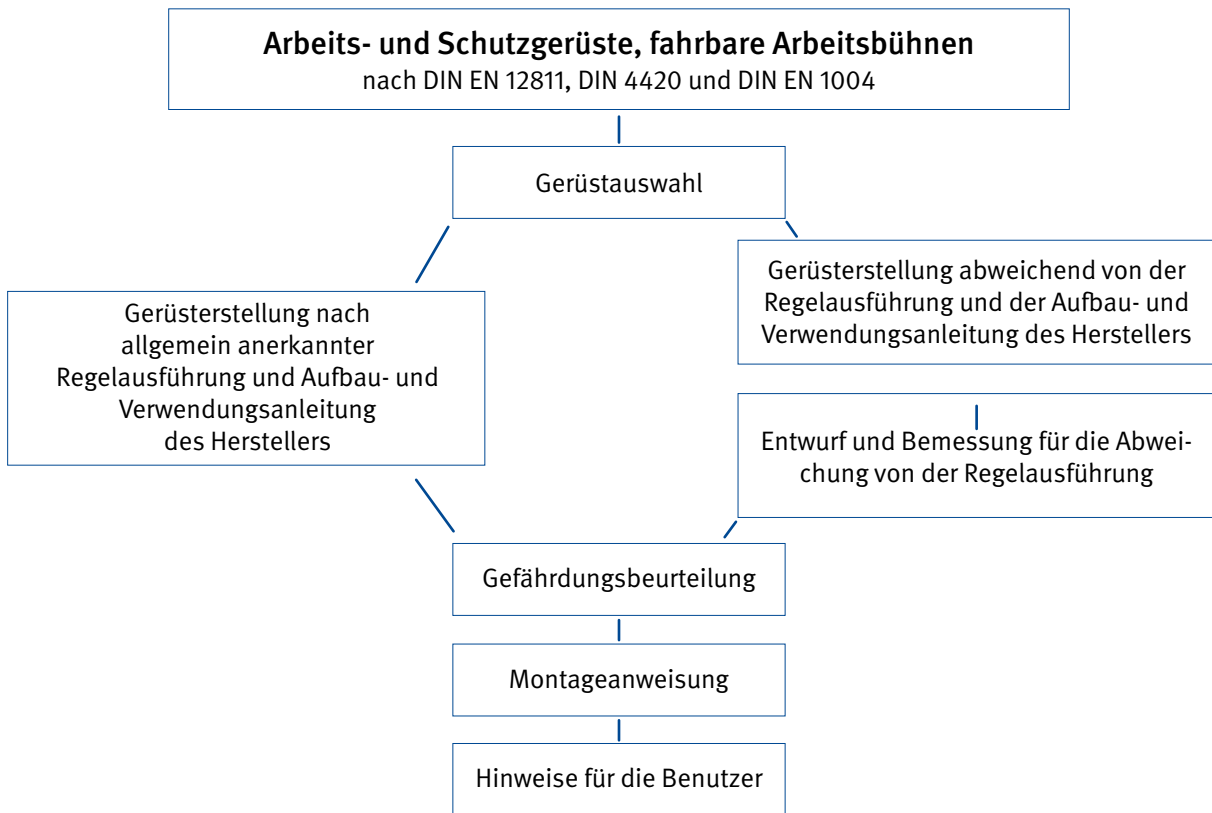 Arbeits- und Schutzgerüste, fahrbare Arbeitsbühnen
nach DIN EN 12811, DIN 4420 und DIN EN 1004
Gerüstauswahl
Gerüsterstellung nach
allgemein anerkannter
Regelausführung und Aufbau- und
Verwendungsanleitung
des Herstellers
Gerüsterstellung abweichend von der
Regelausführung und der Aufbau- und
Verwendungsanleitung des Herstellers
Entwurf und Bemessung für die Abwei-
chung von der Regelausführung
Gefährdungsbeurteilung
Montageanweisung
Hinweise für die Benutzer